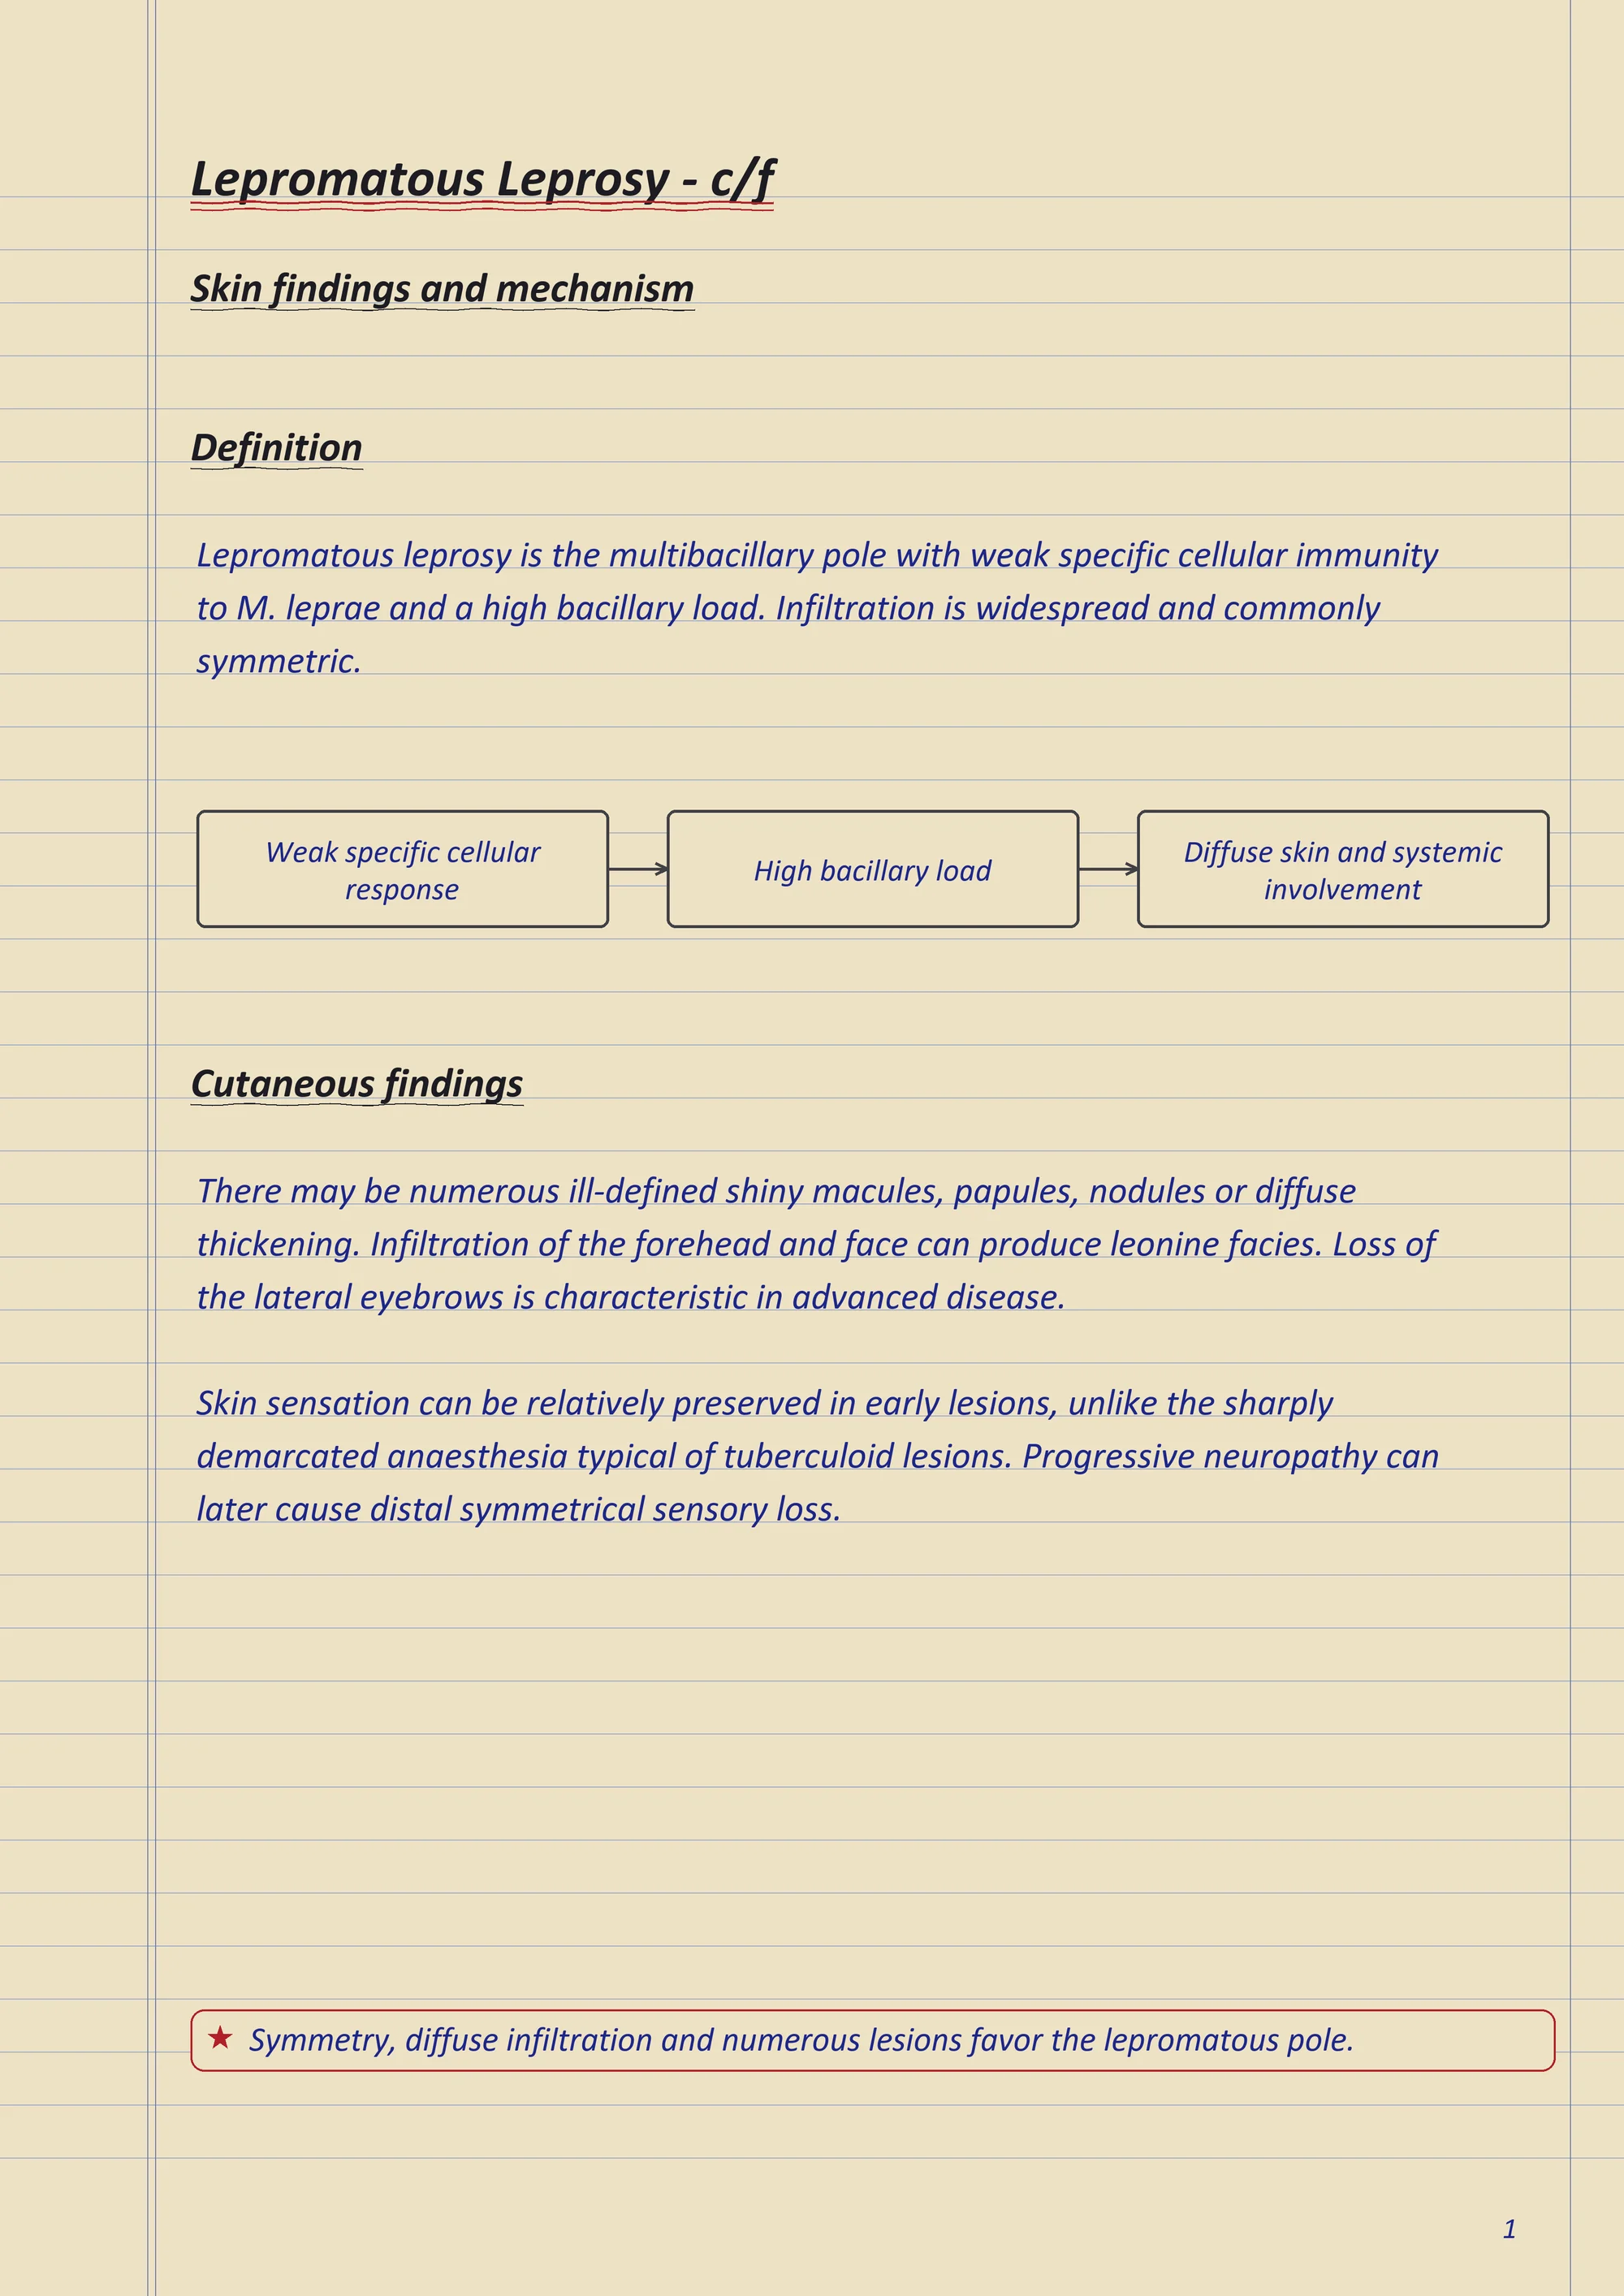 Lepromatous Leprosy - c/f
Skin findings and mechanism
Definition
Lepromatous leprosy is the multibacillary pole with weak specific cellular immunity
to M. leprae and a high bacillary load. Infiltration is widespread and commonly
symmetric.
Weak specific cellular
response
High bacillary load
Diffuse skin and systemic
involvement
Cutaneous findings
There may be numerous ill-defined shiny macules, papules, nodules or diffuse
thickening. Infiltration of the forehead and face can produce leonine facies. Loss of
the lateral eyebrows is characteristic in advanced disease.
Skin sensation can be relatively preserved in early lesions, unlike the sharply
demarcated anaesthesia typical of tuberculoid lesions. Progressive neuropathy can
later cause distal symmetrical sensory loss.
★ Symmetry, diffuse infiltration and numerous lesions favor the lepromatous pole.
1